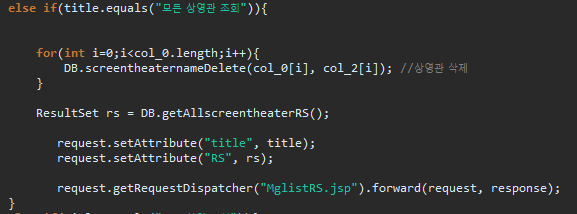 else if(title.equals("모든 상영관 조회")){
for(int i=0;i<col_0.length;i++){
DB.screentheaternameDelete(col_0[i], col_2[i]); //상영관 삭제
}
ResultSet rs = DB.getAllscreentheaterRS();
request.setAttribute("title", title);
request.setAttribute("RS", rs);
request.getRequestDispatcher("MglistRS.jsp").forward(request, response);
}